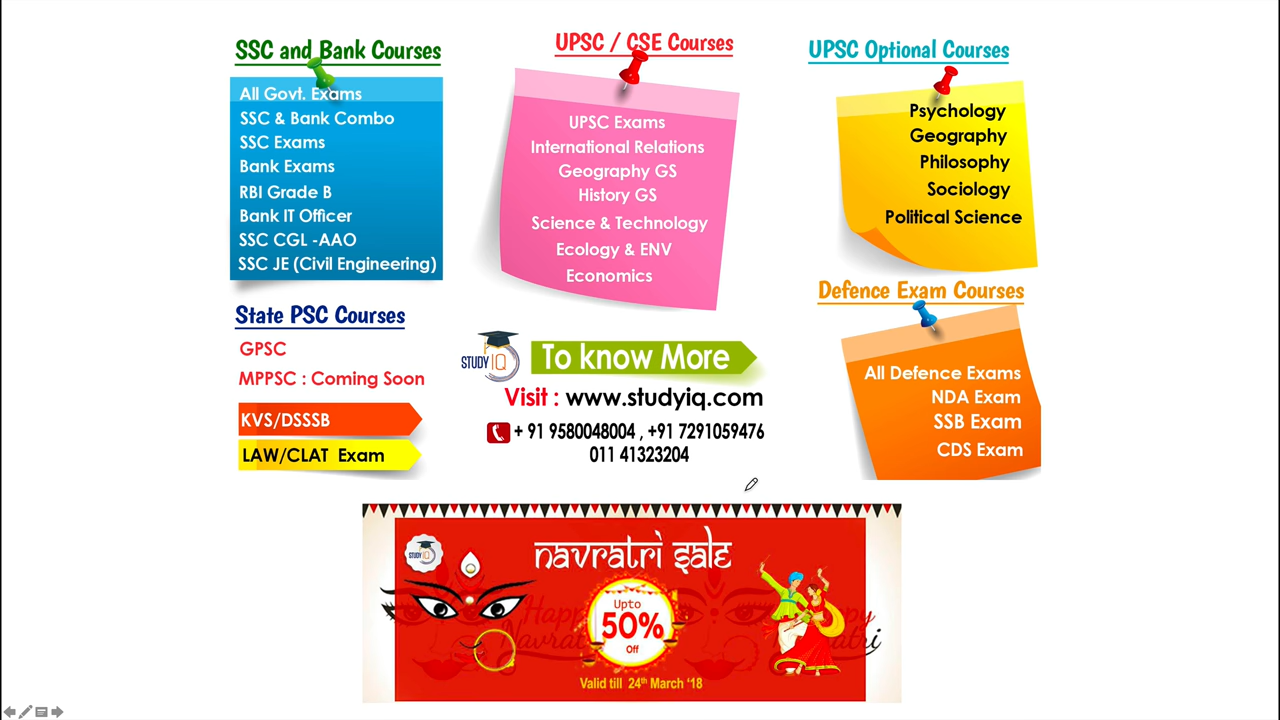 SSC and Bank Courses
All Govt. Exams
SSC & Bank Combo
SSC Exams
Bank Exams
RBI Grade B
Bank IT Officer
SSC CGL -AAO
SSC JE (Civil Engineering)
State PSC Courses
GPSC
MPPSC : Coming Soon
KVS/DSSSB
LAW/CLAT Exam
UPSC / CSE Courses
UPSC Exams
International Relations
Geography GS
History GS
Science & Technology
Ecology & ENV
Economics
STUDY IQ
To know More
Visit : www.studyiq.com
+ 91 9580048004 , +91 7291059476
011 41323204
UPSC Optional Courses
Psychology
Geography
Philosophy
Sociology
Political Science
Defence Exam Courses
All Defence Exams
NDA Exam
SSB Exam
CDS Exam
STUDY IQ
navratri sale
Upto
50%
Off
Valid till 24th March '18